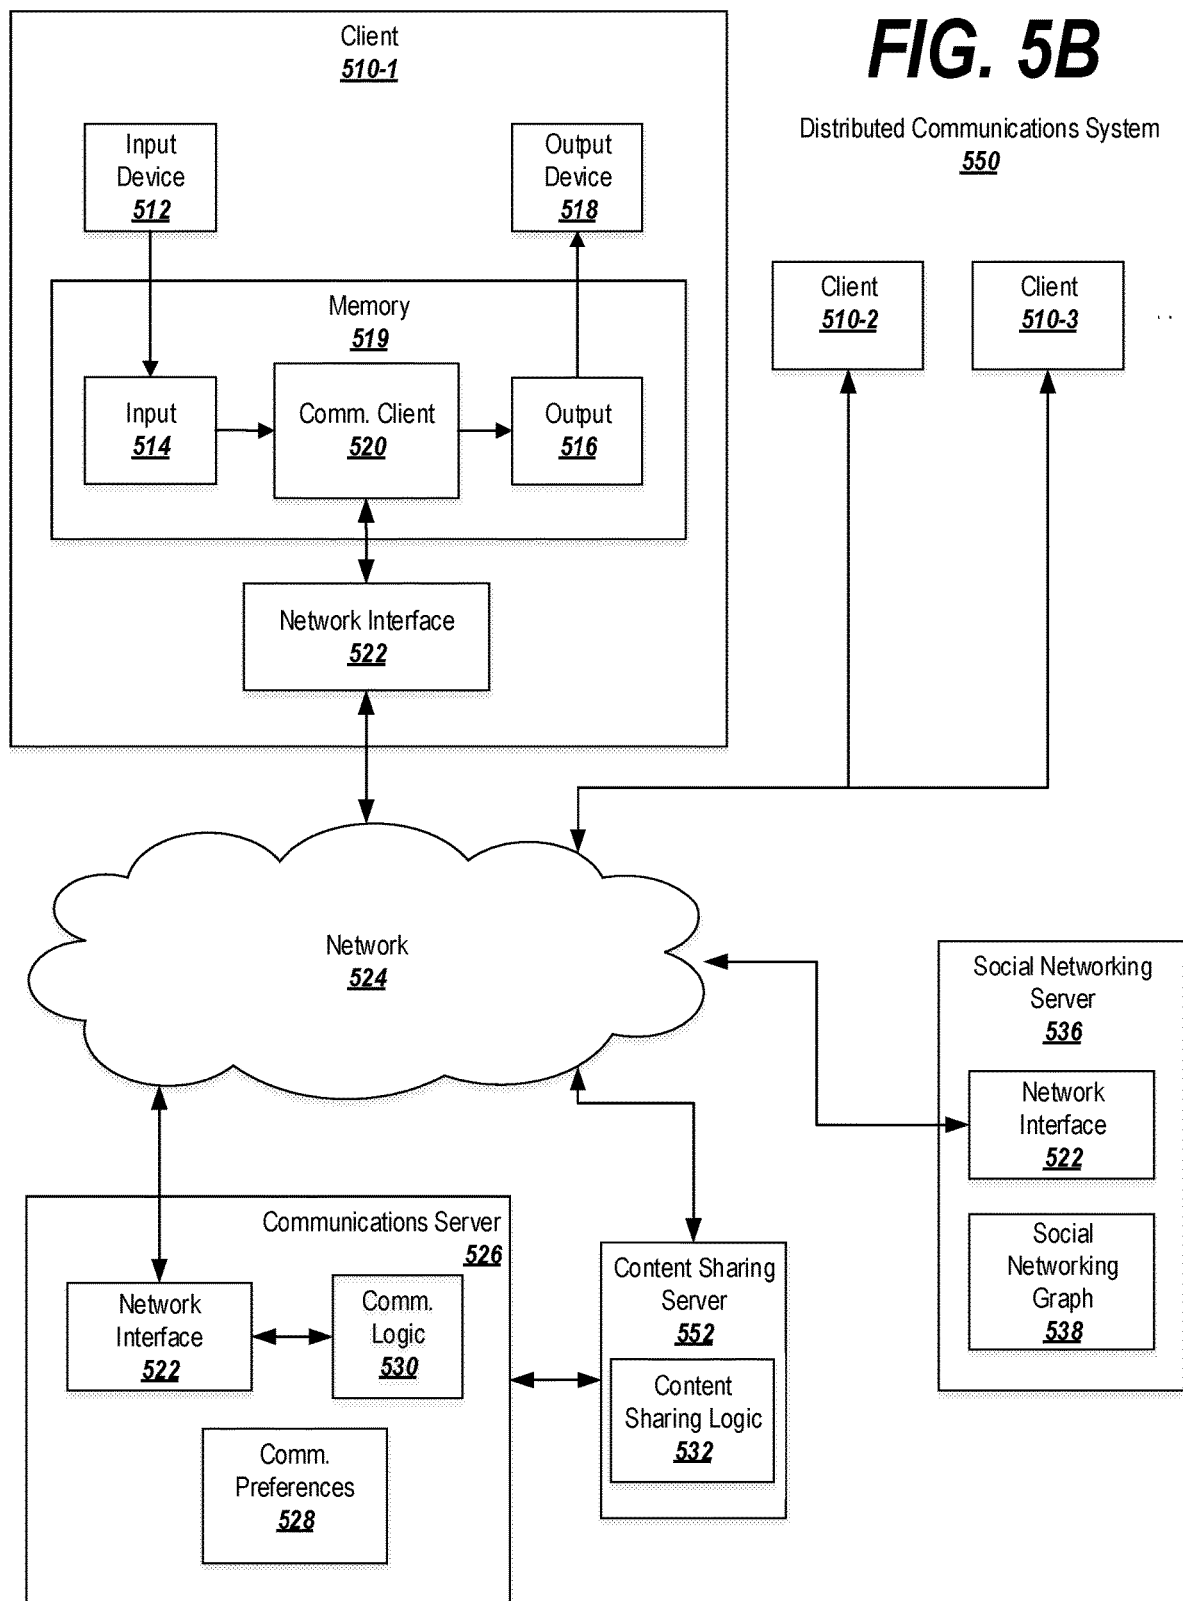 FIG. 5B
Distributed Communications System
550
Client
510-1
Input
Device
512
Output
Device
518
Memory
519
Input
514
Comm. Client
520
Output
516
Network Interface
522
Client
510-2
Client
510-3
. .
Network
524
Social Networking
Server
536
Network
Interface
522
Social
Networking
Graph
538
Communications Server
526
Network
Interface
522
Comm.
Logic
530
Comm.
Preferences
528
Content Sharing
Server
552
Content
Sharing Logic
532